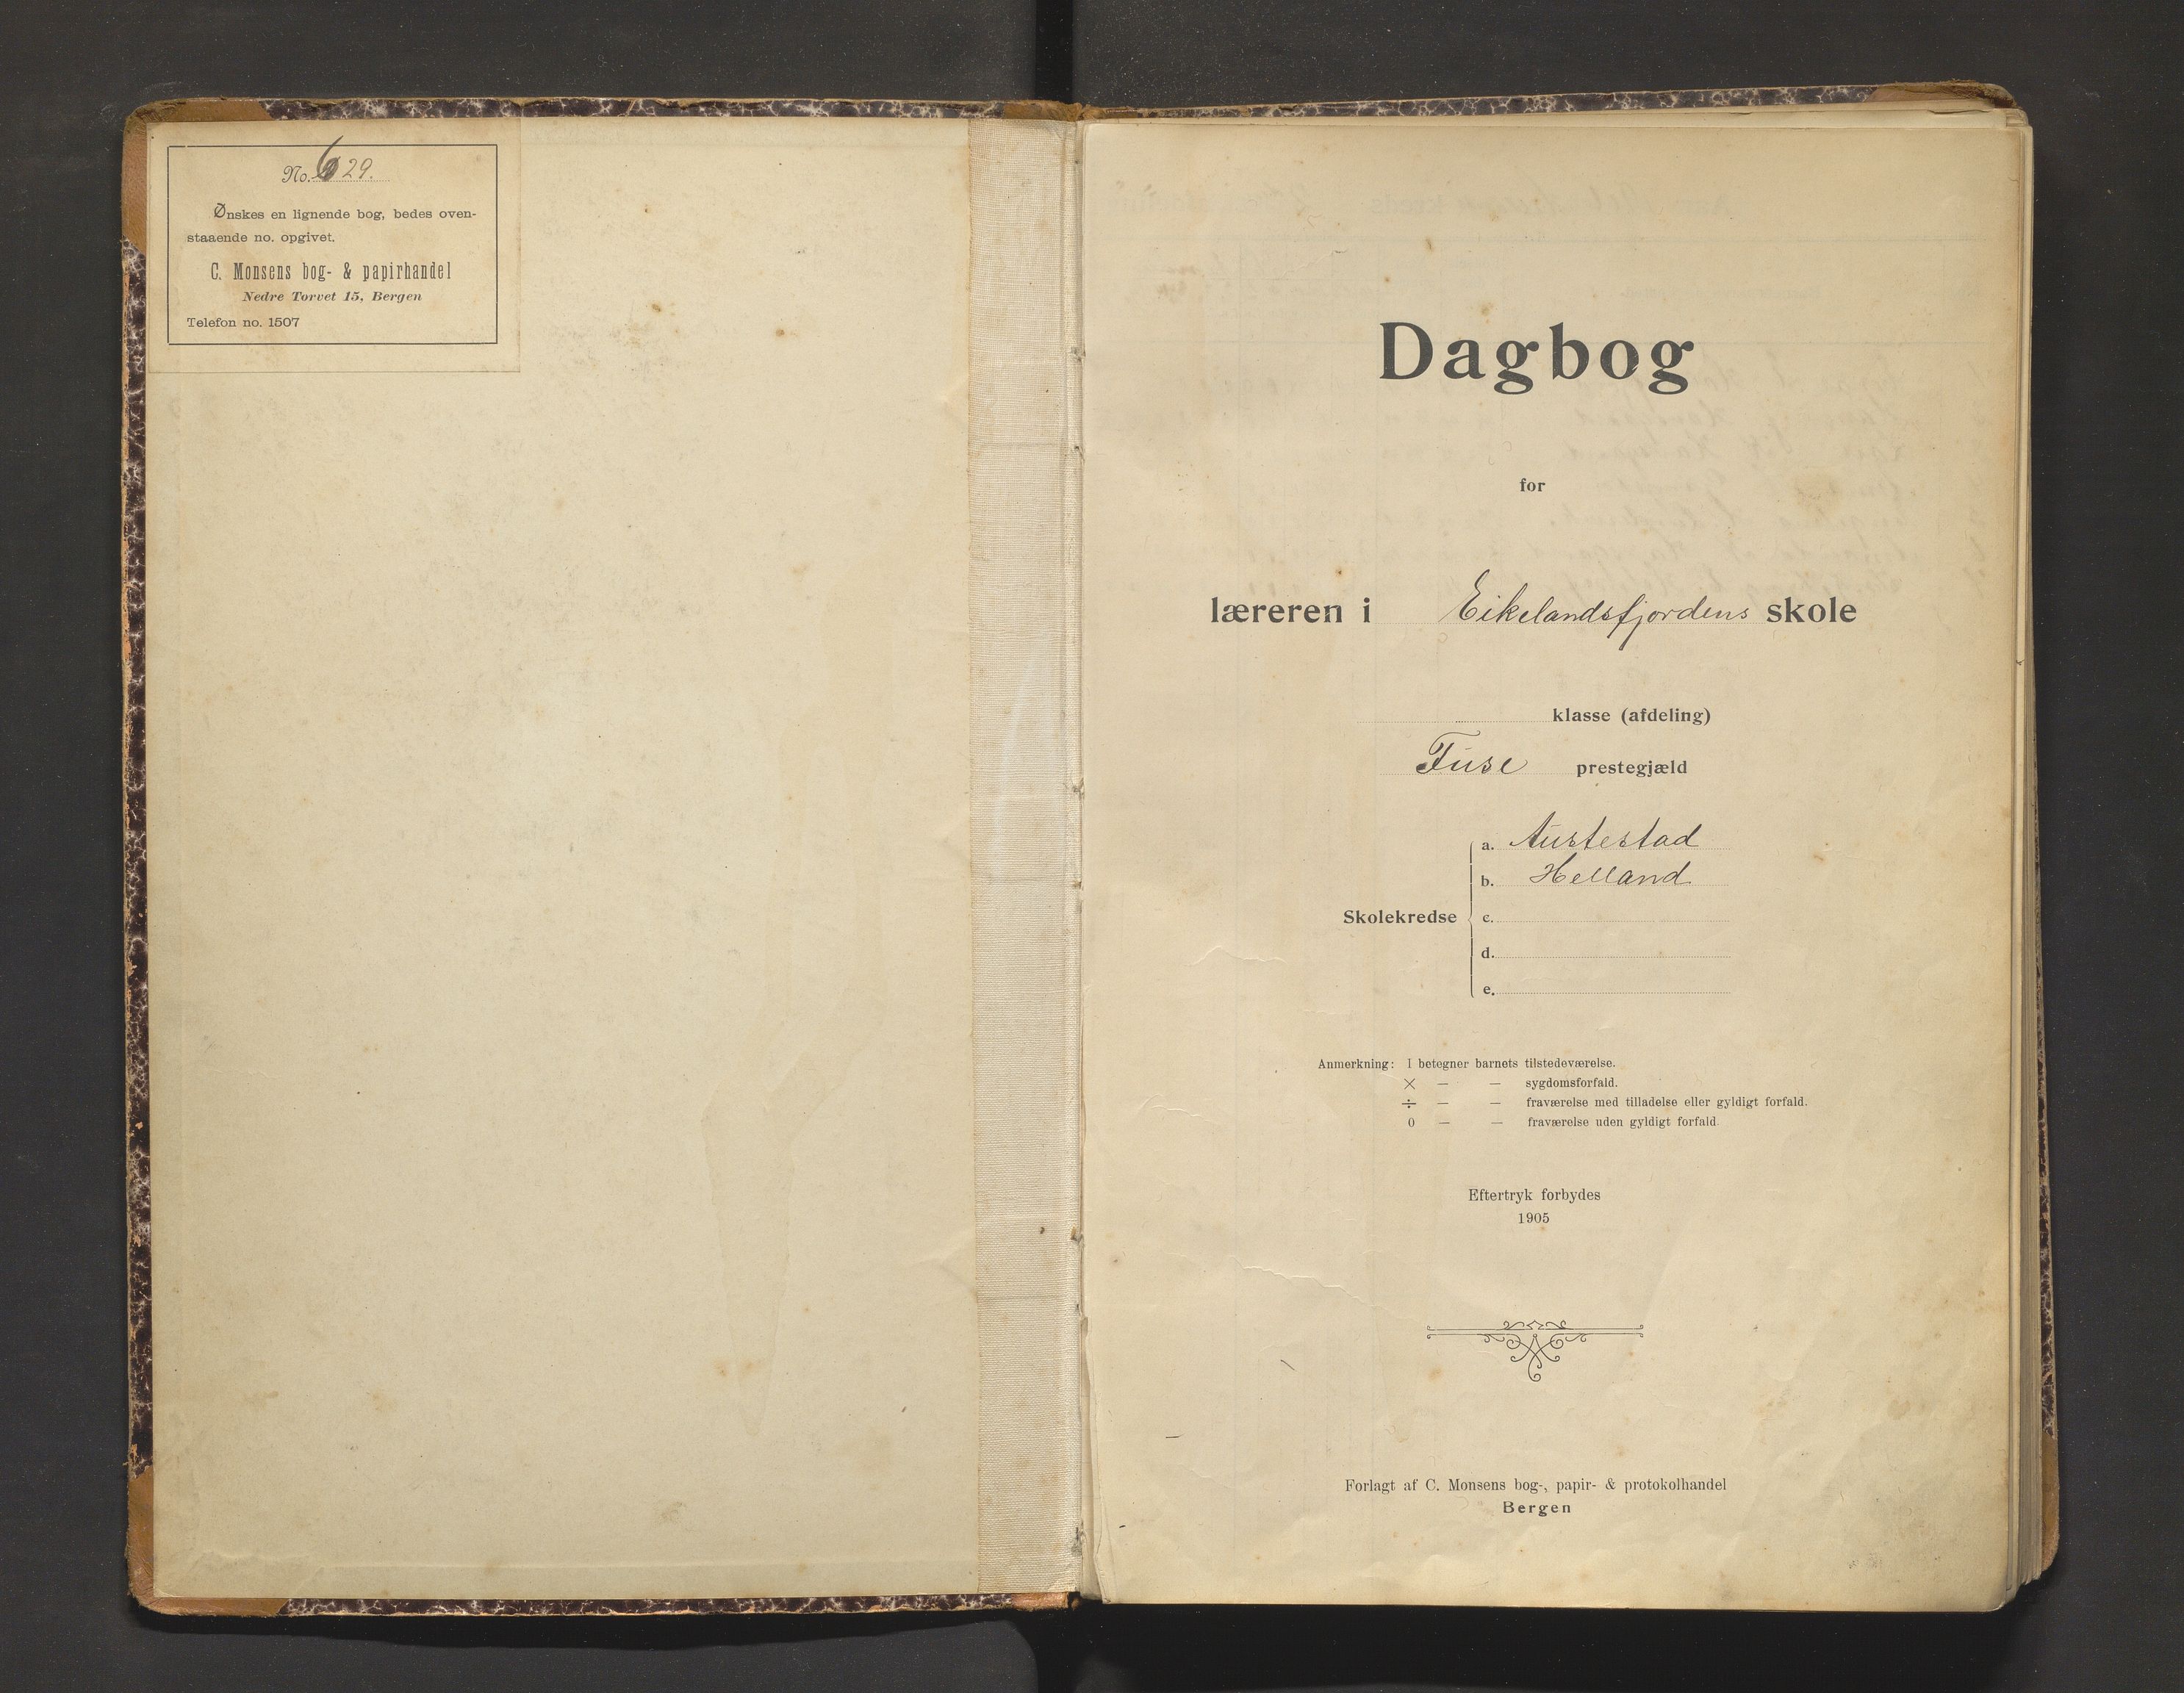 No. 629.
Ønskes en lignende bog, bedes oven-
staaende no. opgivet.
C. Monsens bog- & papirhandel
Nedre Torvet 15, Bergen
Telefon no. 1507
Dagbog
for
læreren i Eikelandsfjordens skole
klasse (afdeling)
Fuse prestegjæld
a. Austestad
b. Helland
Skolekredse c.
d.
e.
Anmerkning: I betegner barnets tilstedeværelse.
× — — sygdomsforfald.
÷ — — fraværelse med tilladelse eller gyldigt forfald.
0 — — fraværelse uden gyldigt forfald.
Eftertryk forbydes
1905
Forlagt af C. Monsens bog-, papir- & protokolhandel
Bergen